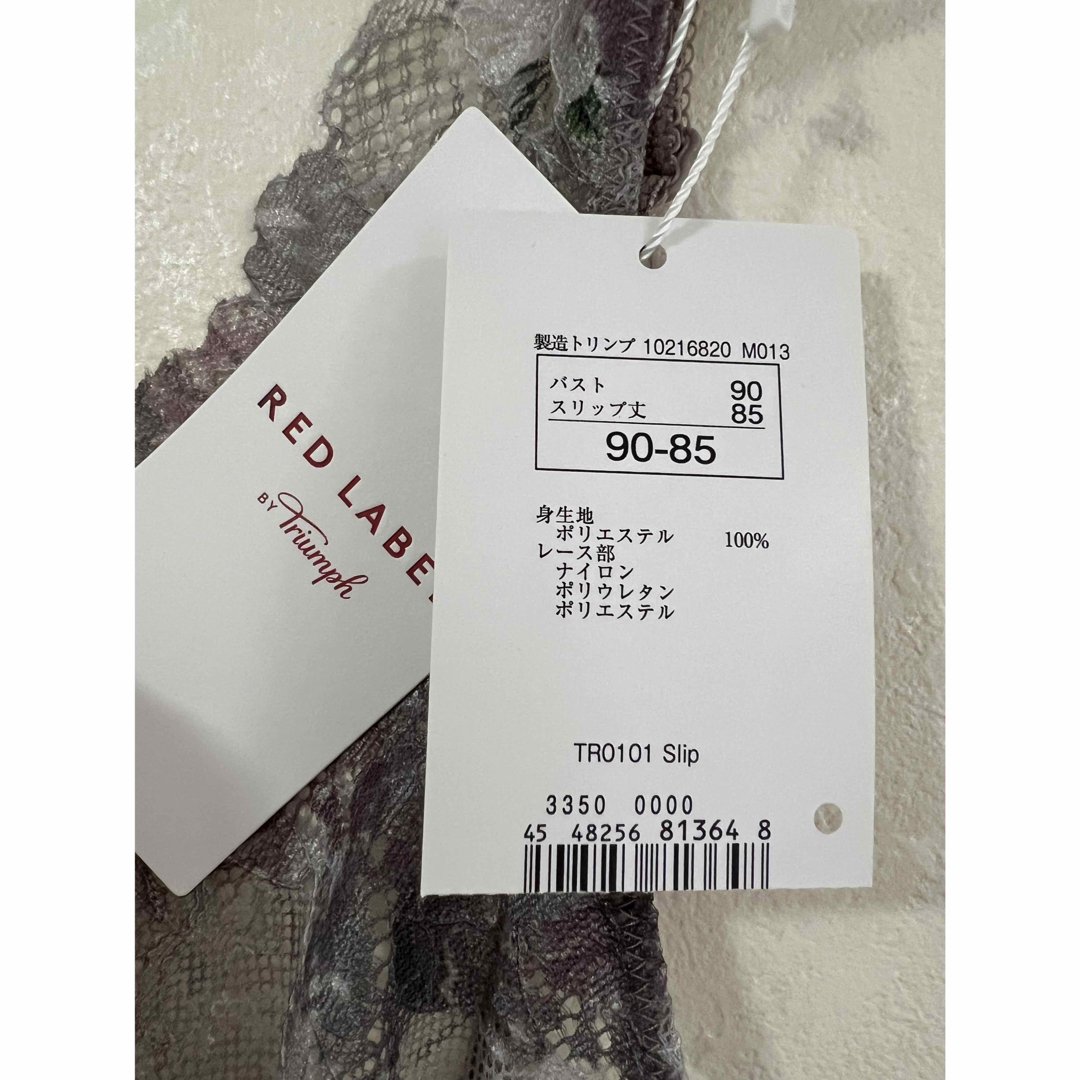 RED LABEL
BY Triumph
製造トリンプ 10216820 M013
バスト 90
スリップ丈 85
90-85
身生地
ポリエステル 100%
レース部
ナイロン
ポリウレタン
ポリエステル
TR0101 Slip
3350 0000
45 48256 81364 8